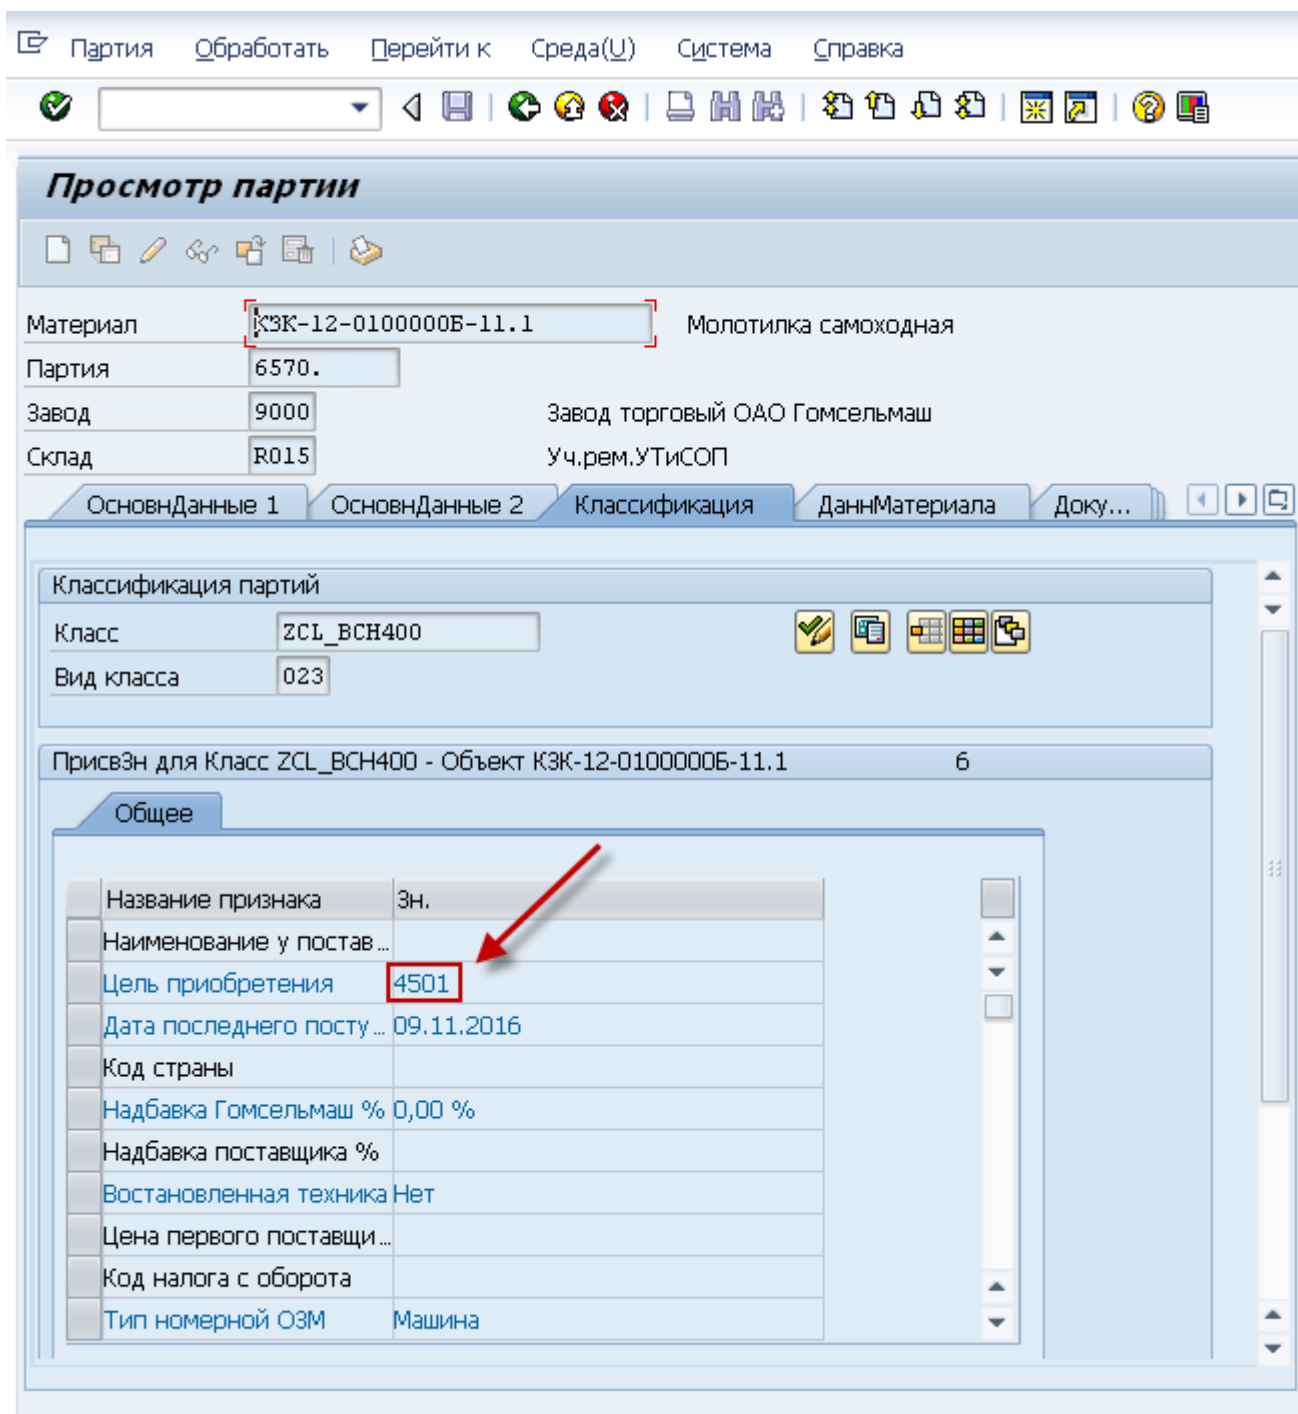 Партия Обработать Перейти к Среда(U) Система Справка
Просмотр партии
Материал КЗК-12-0100000Б-11.1 Молотилка самоходная
Партия 6570.
Завод 9000 Завод торговый ОАО Гомсельмаш
Склад R015 Уч.рем.УТиСОП
ОсновнДанные 1 ОсновнДанные 2 Классификация ДаннМатериала Доку...
Классификация партий
Класс ZCL_BCH400
Вид класса 023
ПрисвЗн для Класс ZCL_BCH400 - Объект КЗК-12-0100000Б-11.1 6
Общее
Название признака Зн.
Наименование у постав...
Цель приобретения 4501
Дата последнего посту... 09.11.2016
Код страны
Надбавка Гомсельмаш % 0,00 %
Надбавка поставщика %
Востановленная техника Нет
Цена первого поставщи...
Код налога с оборота
Тип номерной ОЗМ Машина